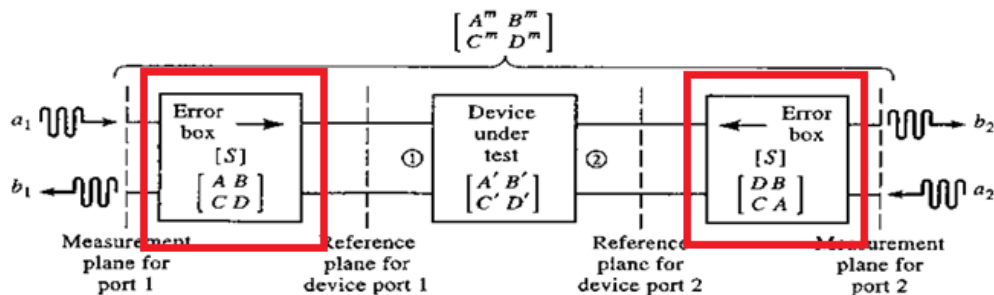 [ A^m B^m
C^m D^m ]
a₁
Error
box
[S]
[ A B
C D ]
b₁
①
Device
under
test
[ A′ B′
C′ D′ ]
②
Error
box
[S]
[ D B
C A ]
b₂
a₂
Measurement
plane for
port 1
Reference
plane for
device port 1
Reference
plane for
device port 2
Measurement
plane for
port 2